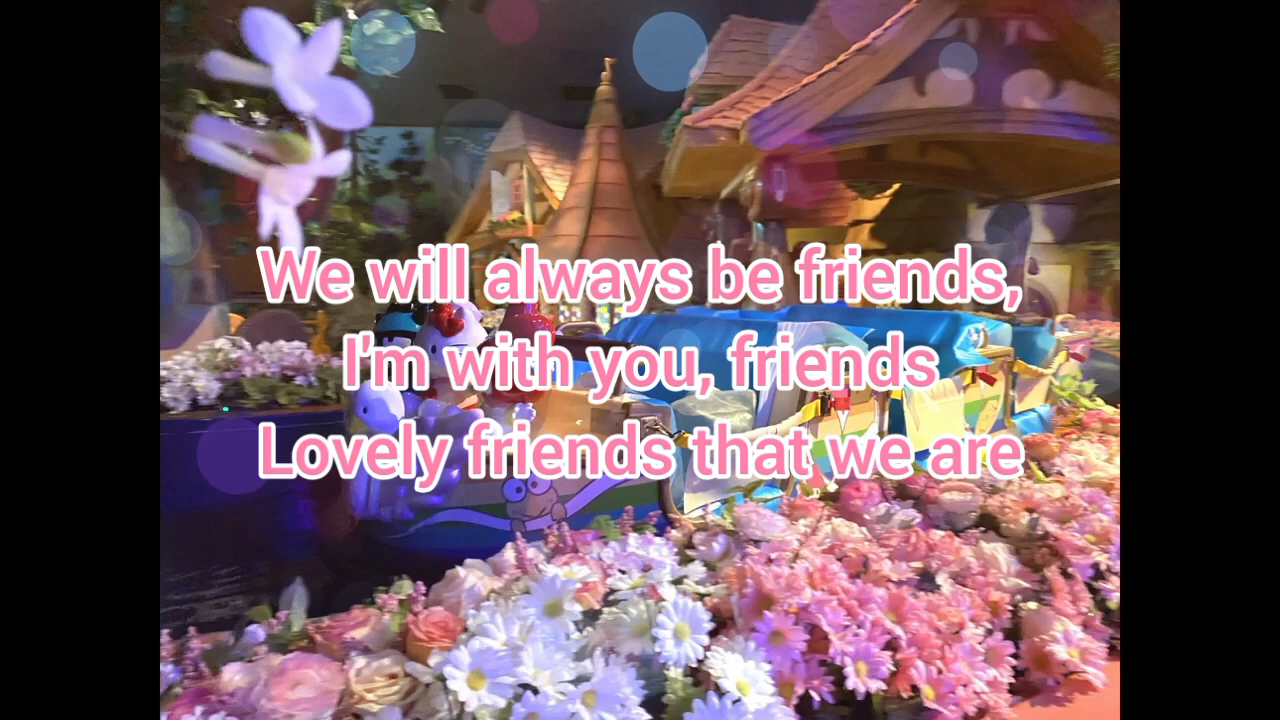 We will always be friends,
I'm with you, friends
Lovely friends that we are